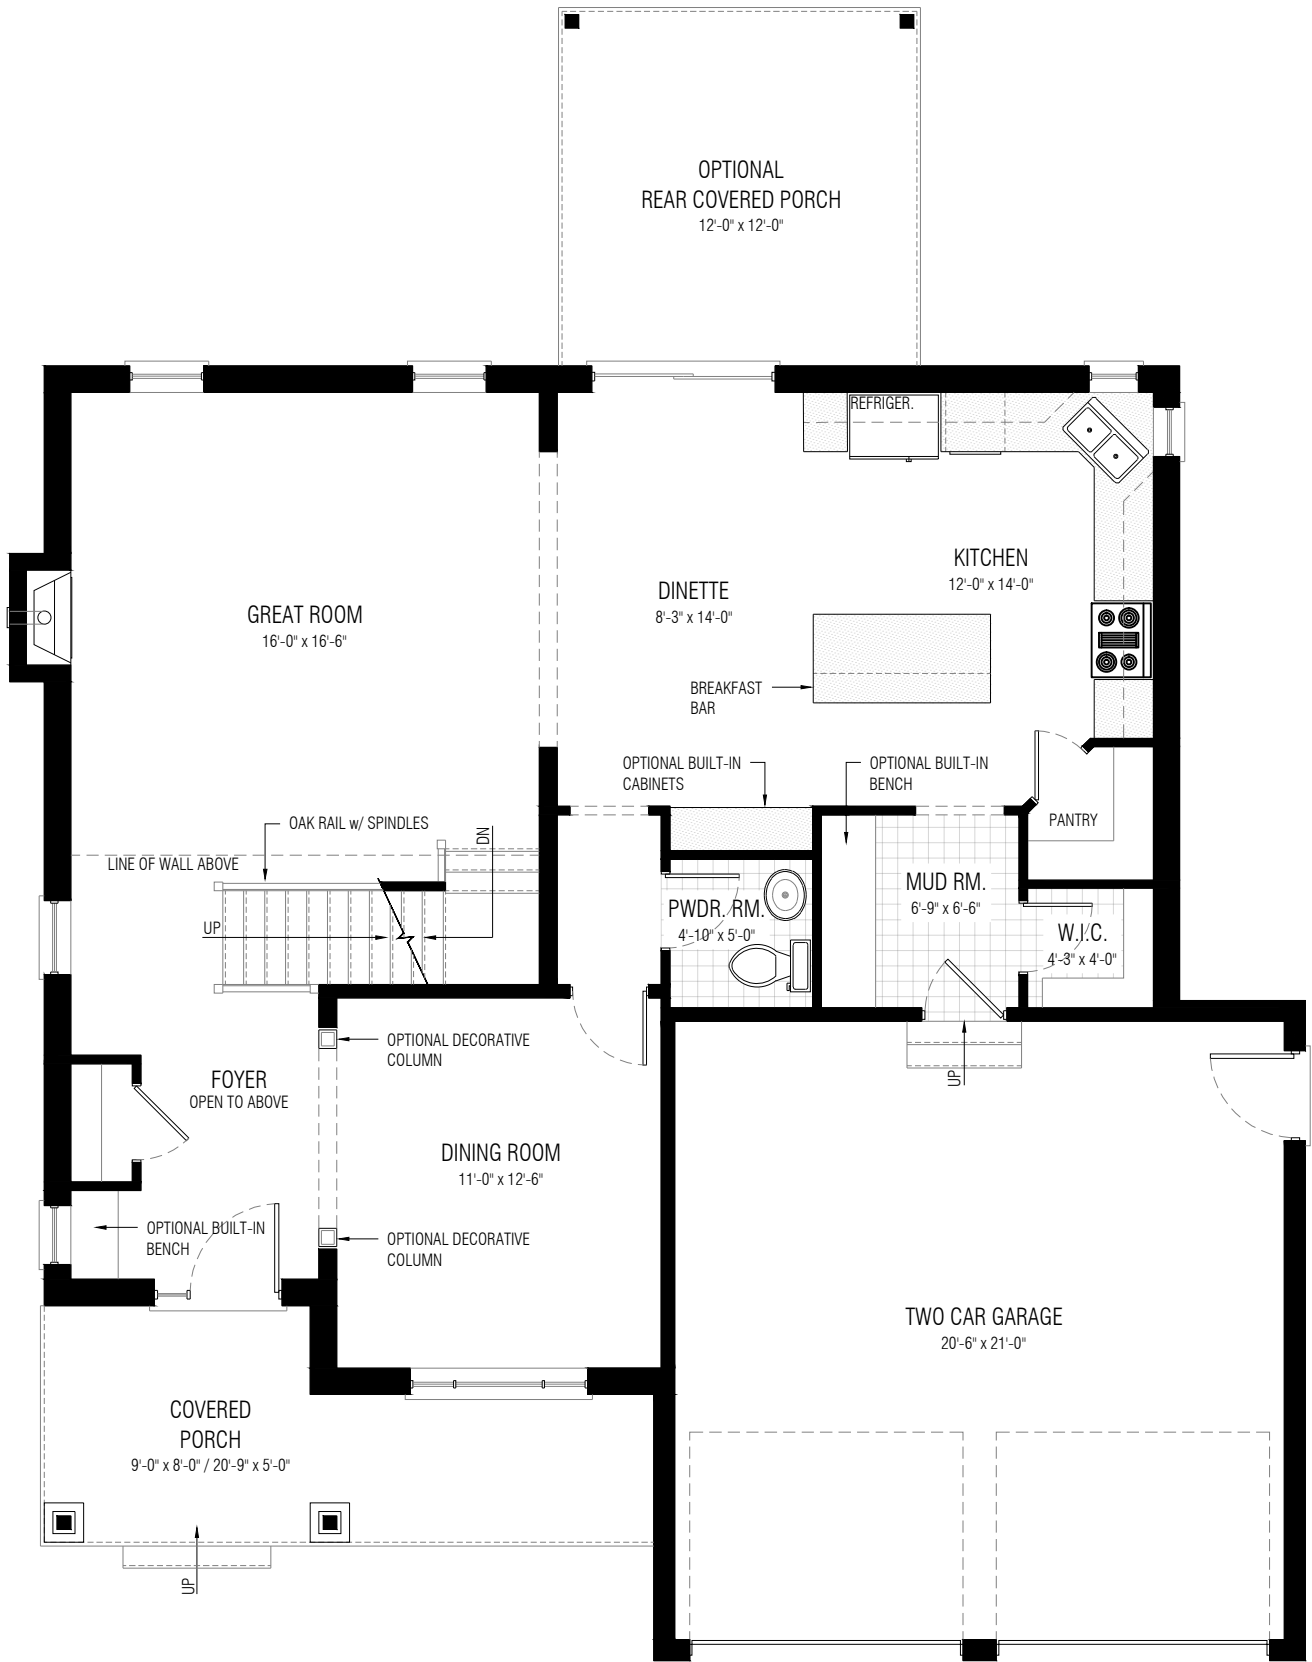 OPTIONAL
REAR COVERED PORCH
12'-0" x 12'-0"
REFRIGER.
KITCHEN
12'-0" x 14'-0"
DINETTE
8'-3" x 14'-0"
GREAT ROOM
16'-0" x 16'-6"
BREAKFAST
BAR
OPTIONAL BUILT-IN
CABINETS
OPTIONAL BUILT-IN
BENCH
OAK RAIL w/ SPINDLES
DN
PANTRY
LINE OF WALL ABOVE
MUD RM.
6'-9" x 6'-6"
PWDR. RM.
4'-10" x 5'-0"
UP
W.I.C.
4'-3" x 4'-0"
OPTIONAL DECORATIVE
COLUMN
FOYER
OPEN TO ABOVE
UP
DINING ROOM
11'-0" x 12'-6"
OPTIONAL BUILT-IN
BENCH
OPTIONAL DECORATIVE
COLUMN
TWO CAR GARAGE
20'-6" x 21'-0"
COVERED
PORCH
9'-0" x 8'-0" / 20'-9" x 5'-0"
UP